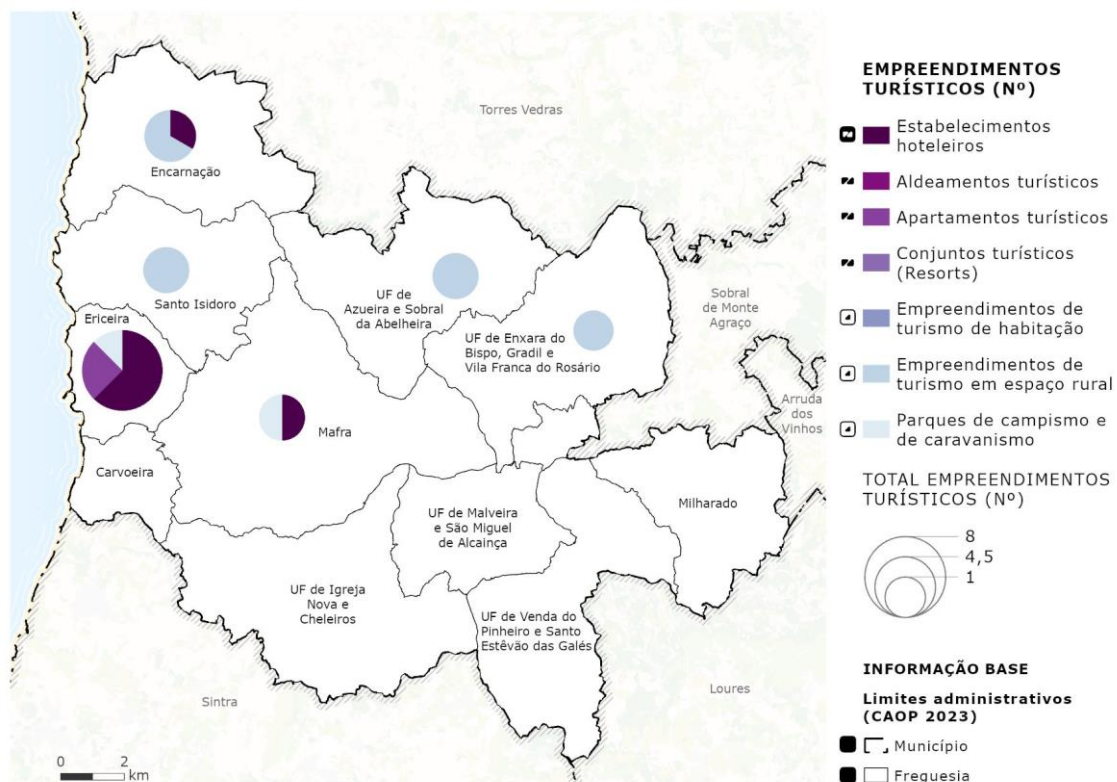 Torres Vedras
Encarnação
Santo Isidoro
Ericeira
UF de
Azueira e Sobral
da Abelheira
UF de Enxara do
Bispo, Gradil e
Vila Franca do Rosário
Sobral
de Monte
Agraço
Arruda
dos
Vinhos
Mafra
Carvoeira
UF de Malveira
e São Miguel
de Alcainça
Milharado
UF de Igreja
Nova e
Cheleiros
UF de Venda do
Pinheiro e Santo
Estêvão das Galés
Sintra
Loures
0 2
km
EMPREENDIMENTOS
TURÍSTICOS (Nº)
Estabelecimentos
hoteleiros
Aldeamentos turísticos
Apartamentos turísticos
Conjuntos turísticos
(Resorts)
Empreendimentos de
turismo de habitação
Empreendimentos de
turismo em espaço rural
Parques de campismo e
de caravanismo
TOTAL EMPREENDIMENTOS
TURÍSTICOS (Nº)
8
4,5
1
INFORMAÇÃO BASE
Limites administrativos
(CAOP 2023)
Município
Freguesia